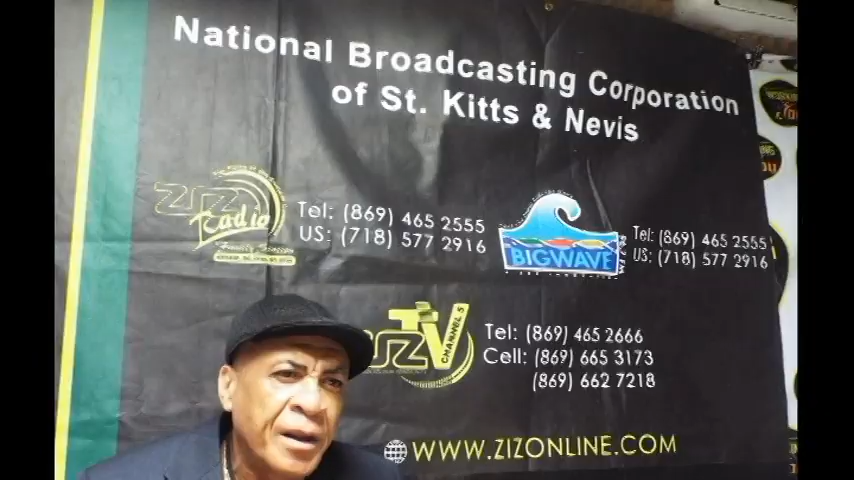 National Broadcasting Corporation
of St. Kitts & Nevis
ZIZ
Radio
Tel: (869) 465 2555
US: (718) 577 2916
BIGWAVE
Tel: (869) 465 2555
US: (718) 577 2916
ZIZ
TV
CHANNEL 5
Tel: (869) 465 2666
Cell: (869) 665 3173
(869) 662 7218
WWW.ZIZONLINE.COM